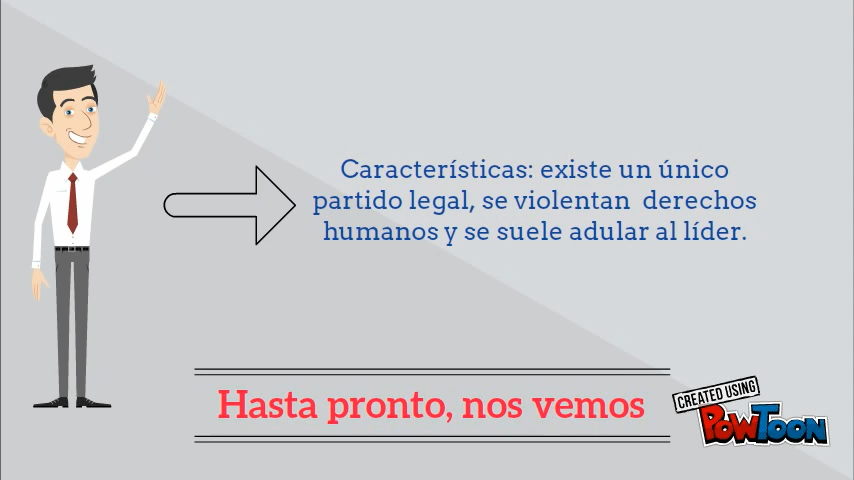 Características: existe un único
partido legal, se violentan derechos
humanos y se suele adular al líder.
Hasta pronto, nos vemos
CREATED USING
POWTOON